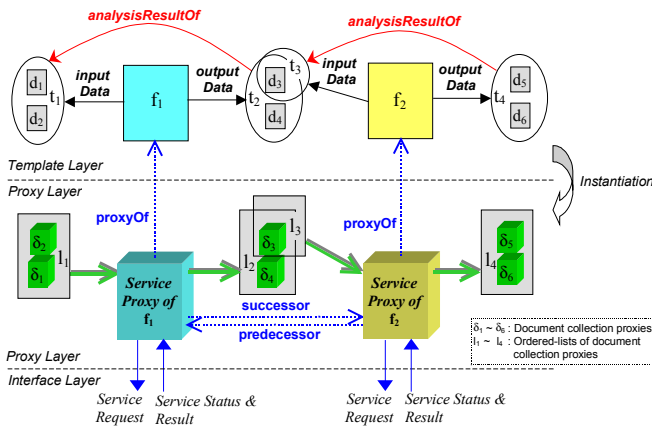 analysisResultOf
analysisResultOf
d1
d2
t1
input
Data
f1
output
Data
t2
t3
d3
d4
input
Data
f2
output
Data
t4
d5
d6
Template Layer
Proxy Layer
Instantiation
proxyOf
proxyOf
δ2
δ1
l1
Service
Proxy of
f1
l2
l3
δ3
δ4
Service
Proxy of
f2
l4
δ5
δ6
successor
predecessor
δ1 ~ δ6 : Document collection proxies
l1 ~ l4 : Ordered-lists of document
collection proxies
Proxy Layer
Interface Layer
Service
Request
Service Status &
Result
Service
Request
Service Status &
Result